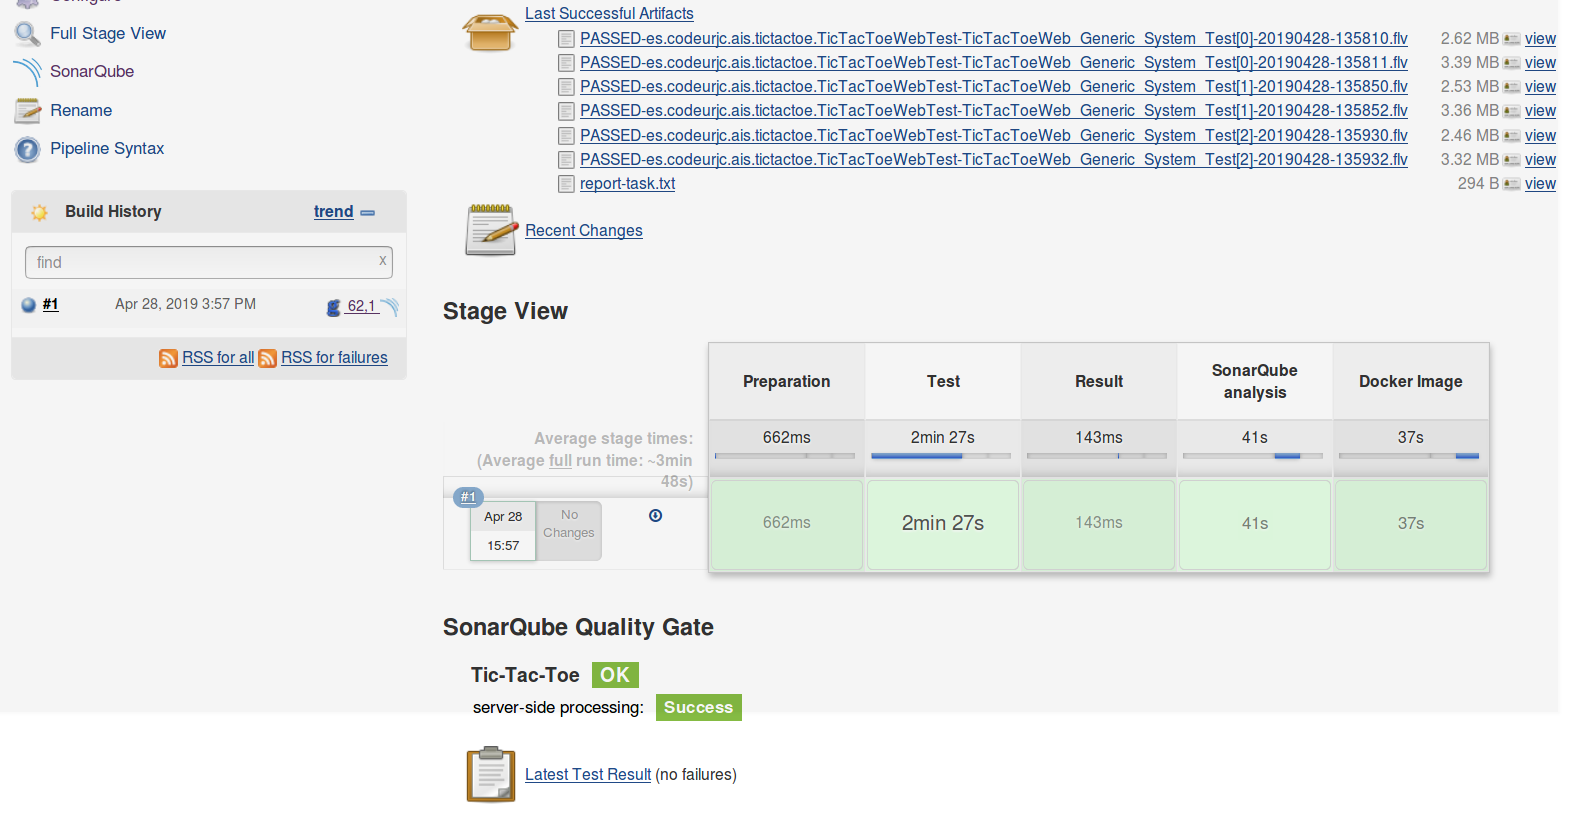 Configure
Full Stage View
SonarQube
Rename
Pipeline Syntax
Build History trend
find x
#1 Apr 28, 2019 3:57 PM 62,1
RSS for all RSS for failures
Last Successful Artifacts
PASSED-es.codeurjc.ais.tictactoe.TicTacToeWebTest-TicTacToeWeb_Generic_System_Test[0]-20190428-135810.flv 2.62 MB view
PASSED-es.codeurjc.ais.tictactoe.TicTacToeWebTest-TicTacToeWeb_Generic_System_Test[0]-20190428-135811.flv 3.39 MB view
PASSED-es.codeurjc.ais.tictactoe.TicTacToeWebTest-TicTacToeWeb_Generic_System_Test[1]-20190428-135850.flv 2.53 MB view
PASSED-es.codeurjc.ais.tictactoe.TicTacToeWebTest-TicTacToeWeb_Generic_System_Test[1]-20190428-135852.flv 3.36 MB view
PASSED-es.codeurjc.ais.tictactoe.TicTacToeWebTest-TicTacToeWeb_Generic_System_Test[2]-20190428-135930.flv 2.46 MB view
PASSED-es.codeurjc.ais.tictactoe.TicTacToeWebTest-TicTacToeWeb_Generic_System_Test[2]-20190428-135932.flv 3.32 MB view
report-task.txt 294 B view
Recent Changes
Stage View
Preparation Test Result SonarQube analysis Docker Image
Average stage times:
(Average full run time: ~3min
48s)
662ms 2min 27s 143ms 41s 37s
#1
Apr 28
15:57
No
Changes
662ms 2min 27s 143ms 41s 37s
SonarQube Quality Gate
Tic-Tac-Toe OK
server-side processing: Success
Latest Test Result (no failures)